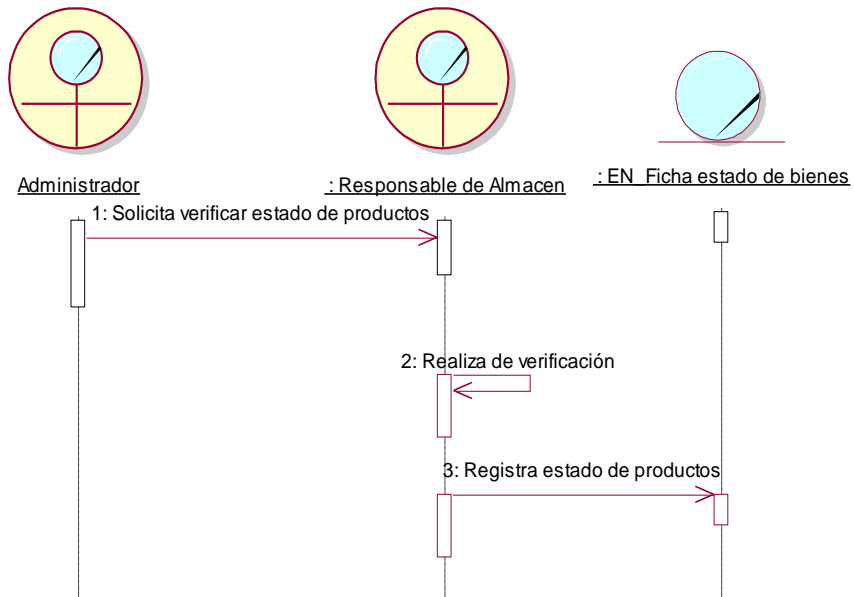 Administrador
: Responsable de Almacen
: EN_Ficha estado de bienes
1: Solicita verificar estado de productos
2: Realiza de verificación
3: Registra estado de productos